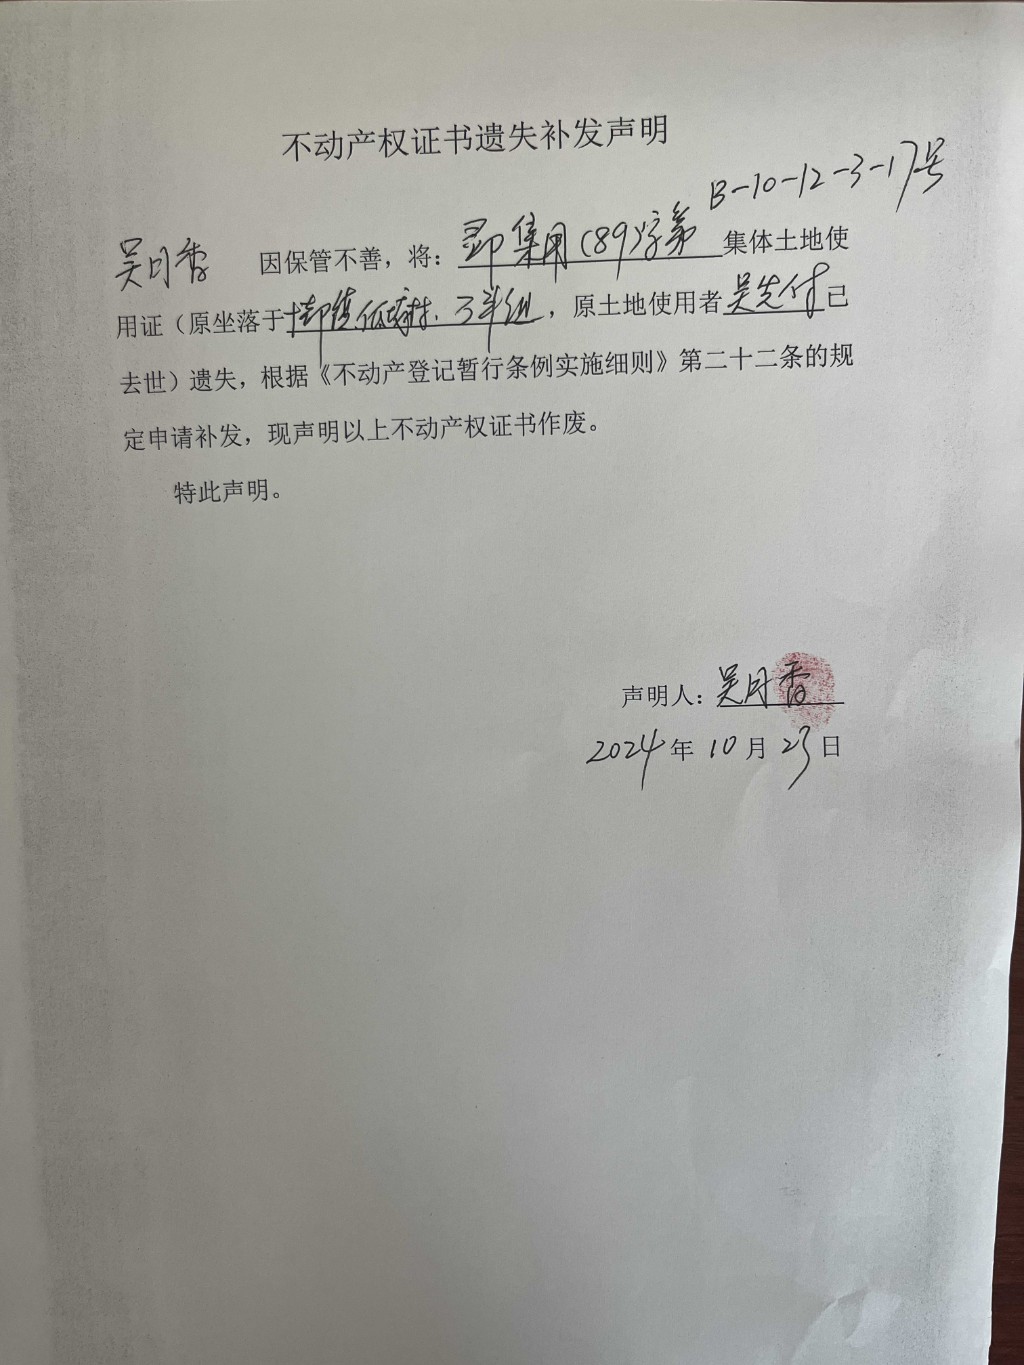 不动产权证书遗失补发声明
B-10-12-3-17号
吴月香 因保管不善，将：集用(89)字第 集体土地使
用证（原坐落于，原土地使用者吴先付已
去世）遗失，根据《不动产登记暂行条例实施细则》第二十二条的规
定申请补发，现声明以上不动产权证书作废。
特此声明。
声明人：吴月香
2024年10月23日